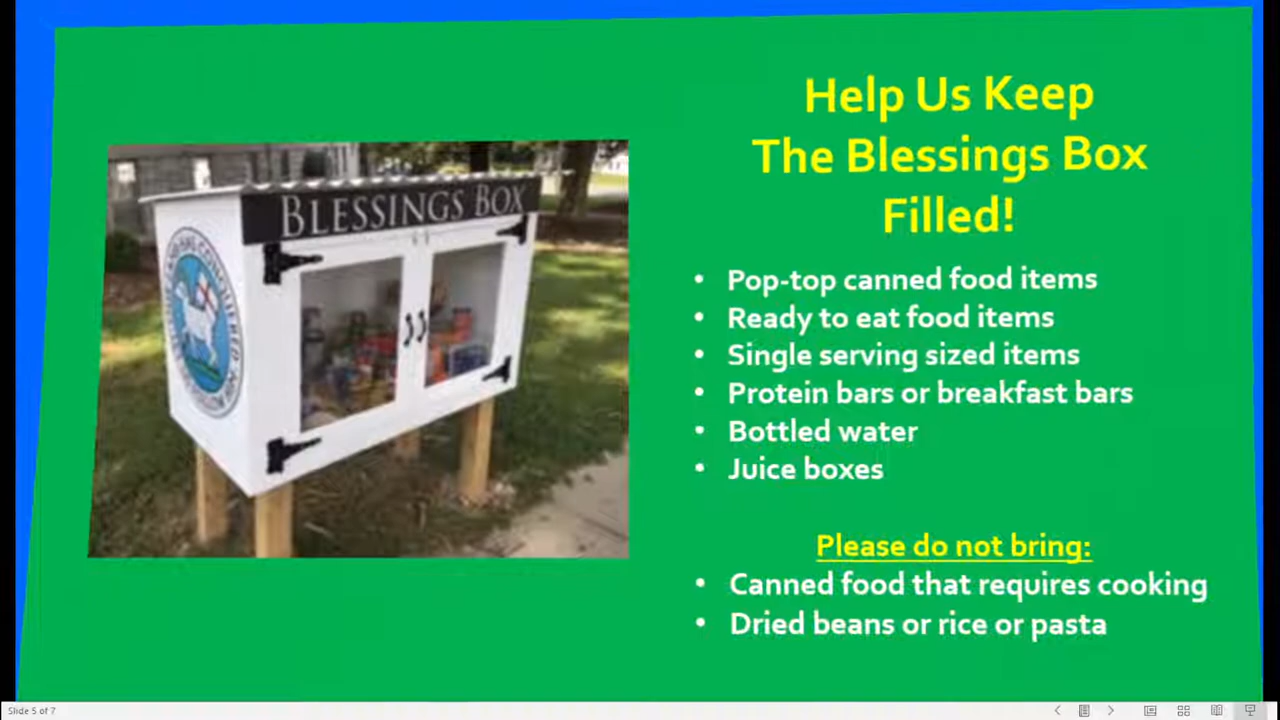 Help Us Keep
The Blessings Box
Filled!
BLESSINGS BOX
• Pop-top canned food items
• Ready to eat food items
• Single serving sized items
• Protein bars or breakfast bars
• Bottled water
• Juice boxes
Please do not bring:
• Canned food that requires cooking
• Dried beans or rice or pasta
Slide 5 of 7